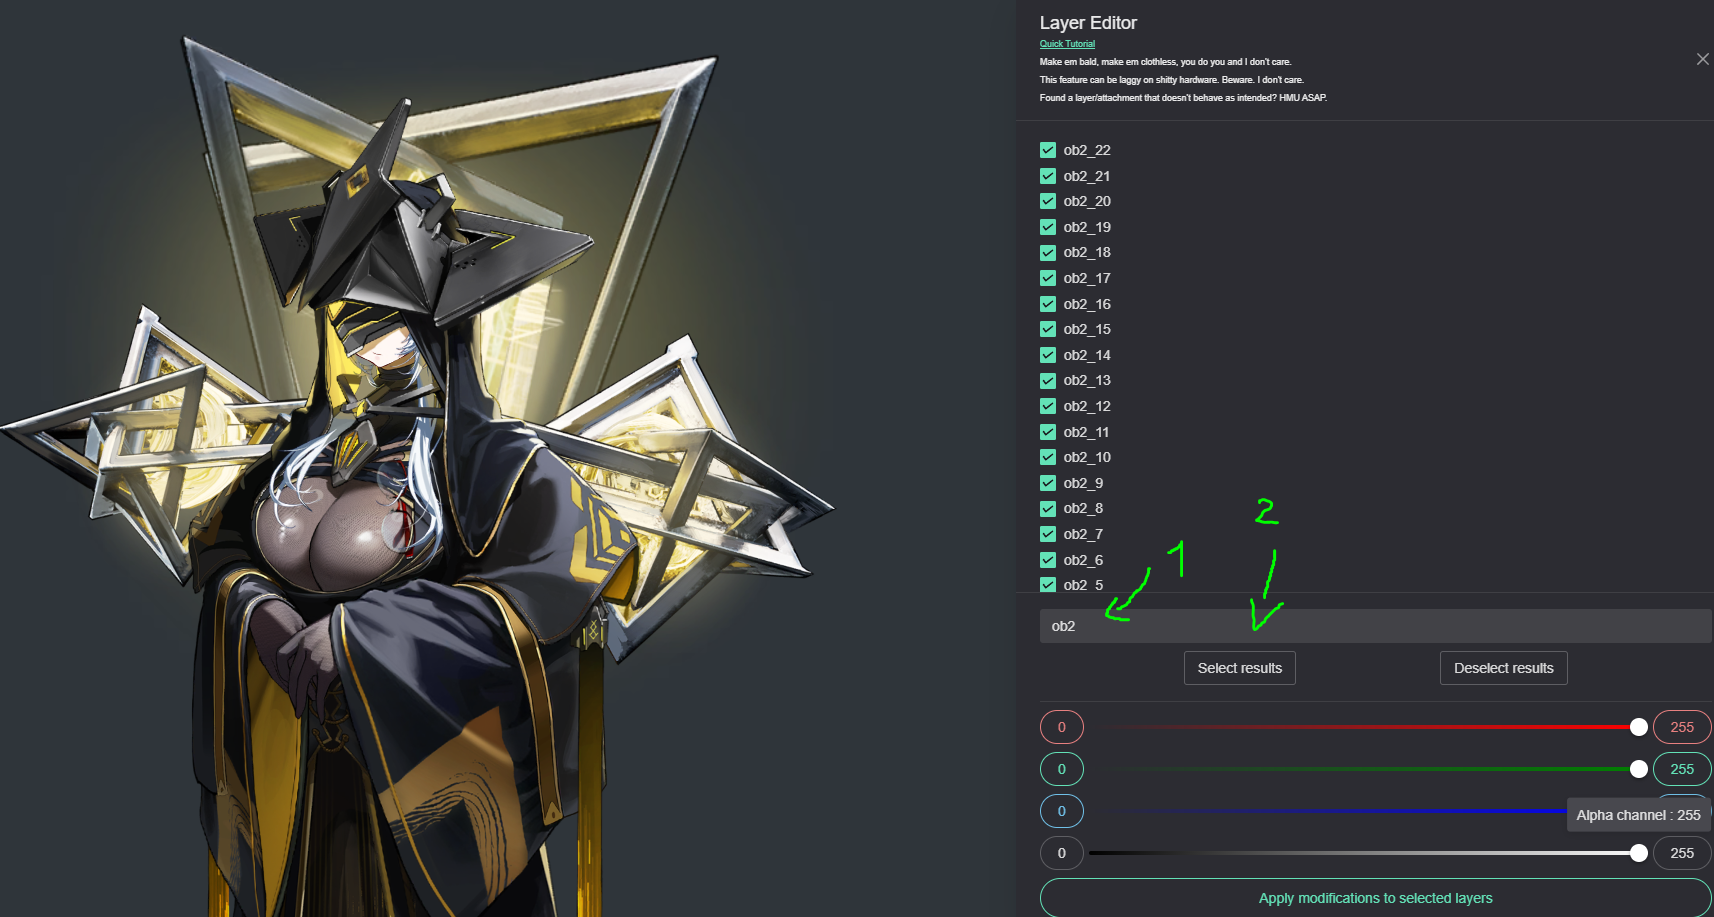 Layer Editor
Quick Tutorial
Make em bald, make em clothless, you do you and I don't care.
This feature can be laggy on shitty hardware. Beware. I don't care.
Found a layer/attachment that doesn't behave as intended? HMU ASAP.
ob2_22
ob2_21
ob2_20
ob2_19
ob2_18
ob2_17
ob2_16
ob2_15
ob2_14
ob2_13
ob2_12
ob2_11
ob2_10
ob2_9
ob2_8
2
ob2_7
1
ob2_6
ob2_5
ob2
Select results
Deselect results
0
255
0
255
0
Alpha channel : 255
0
255
Apply modifications to selected layers